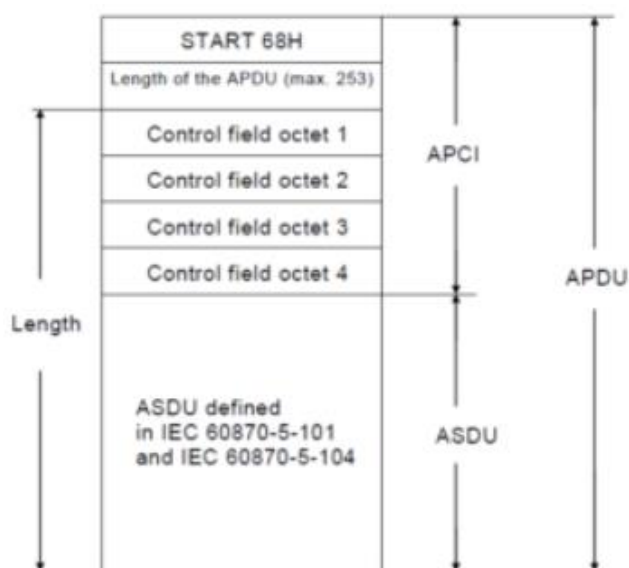 START 68H
Length of the APDU (max. 253)
Control field octet 1
Control field octet 2
Control field octet 3
Control field octet 4
APCI
APDU
Length
ASDU defined
in IEC 60870-5-101
and IEC 60870-5-104
ASDU